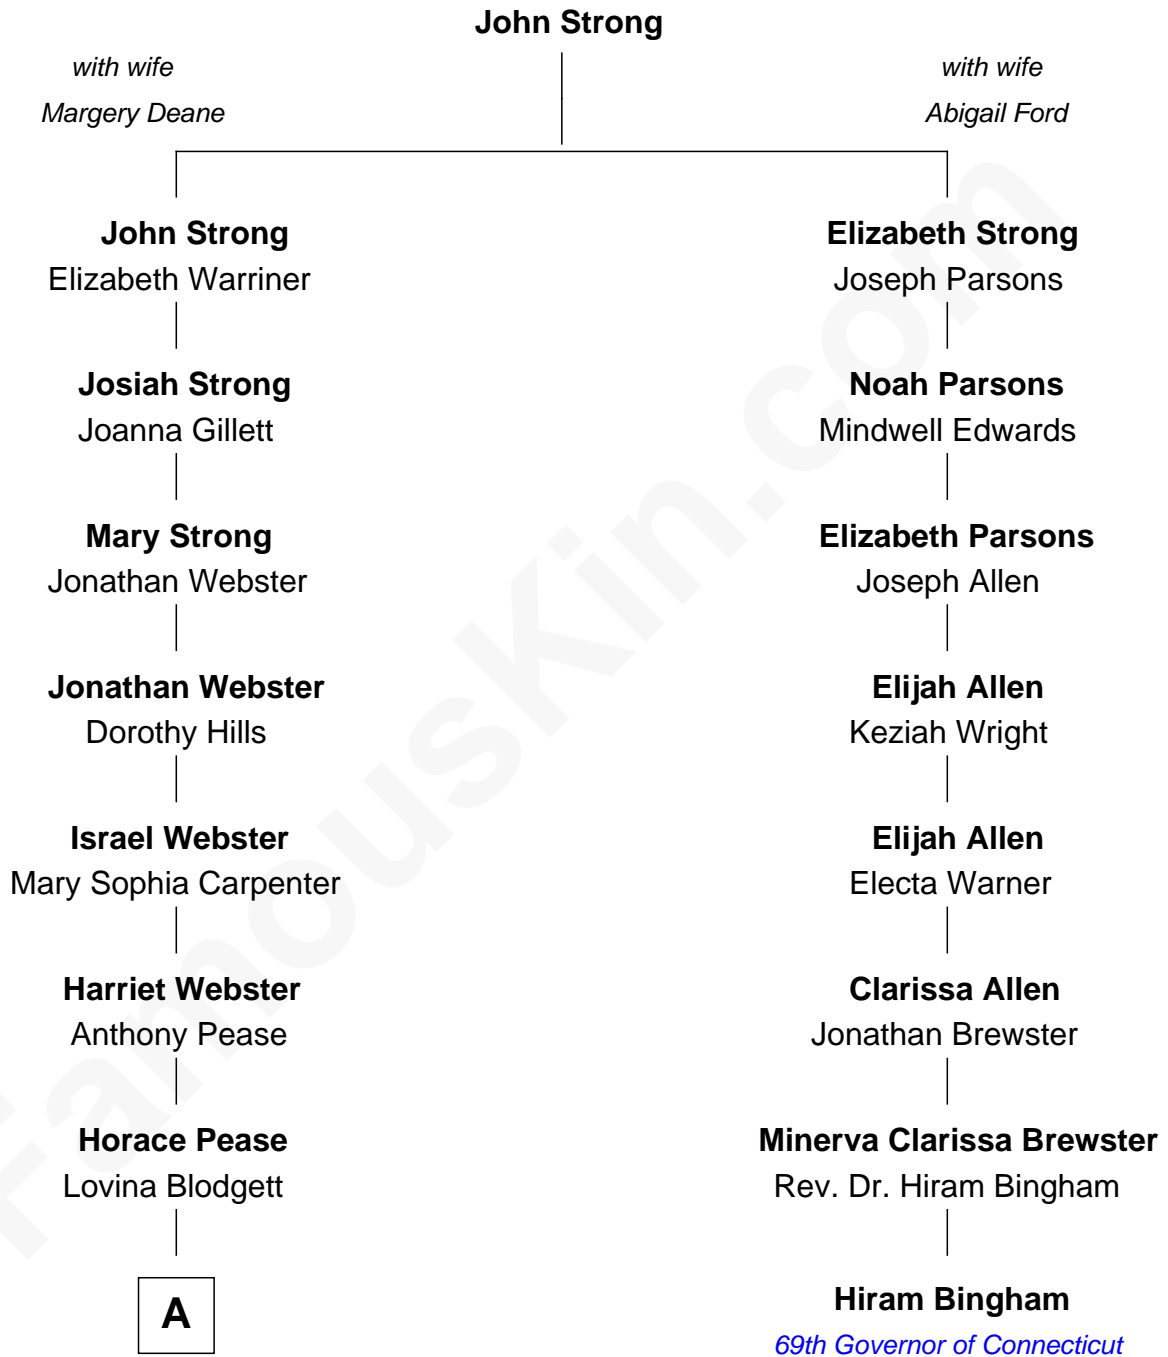 John Strong
with wife
Margery Deane
with wife
Abigail Ford
John Strong
Elizabeth Warriner
Elizabeth Strong
Joseph Parsons
Josiah Strong
Joanna Gillett
Noah Parsons
Mindwell Edwards
Mary Strong
Jonathan Webster
Elizabeth Parsons
Joseph Allen
Jonathan Webster
Dorothy Hills
Elijah Allen
Keziah Wright
Israel Webster
Mary Sophia Carpenter
Elijah Allen
Electa Warner
Harriet Webster
Anthony Pease
Clarissa Allen
Jonathan Brewster
Horace Pease
Lovina Blodgett
Minerva Clarissa Brewster
Rev. Dr. Hiram Bingham
A
Hiram Bingham
69th Governor of Connecticut
FamousKin.com